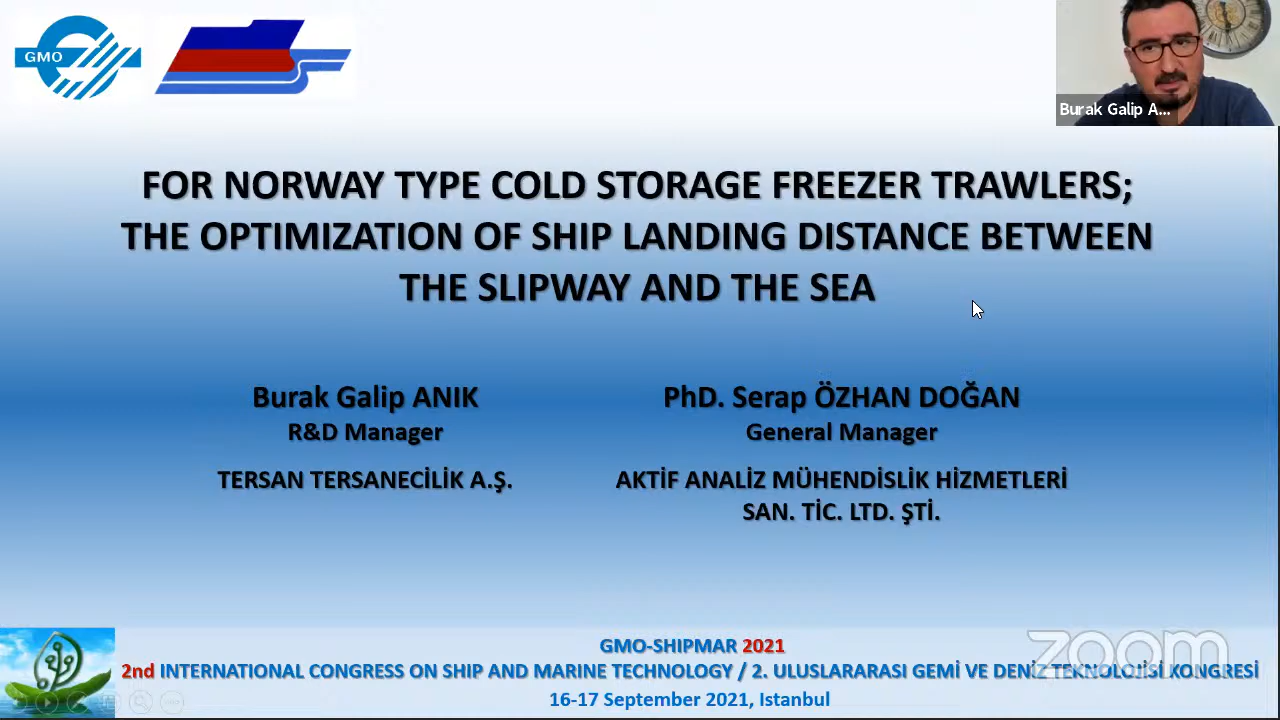 GMO
Burak Galip A...
FOR NORWAY TYPE COLD STORAGE FREEZER TRAWLERS;
THE OPTIMIZATION OF SHIP LANDING DISTANCE BETWEEN
THE SLIPWAY AND THE SEA
Burak Galip ANIK
R&D Manager
TERSAN TERSANECİLİK A.Ş.
PhD. Serap ÖZHAN DOĞAN
General Manager
AKTİF ANALİZ MÜHENDİSLİK HİZMETLERİ
SAN. TİC. LTD. ŞTİ.
GMO-SHIPMAR 2021
2nd INTERNATIONAL CONGRESS ON SHIP AND MARINE TECHNOLOGY / 2. ULUSLARARASI GEMİ VE DENİZ TEKNOLOJİSİ KONGRESİ
16-17 September 2021, Istanbul
zoom